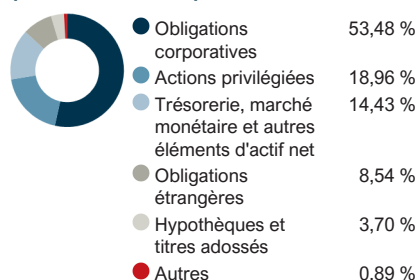 Obligations 53,48 %
corporatives
Actions privilégiées 18,96 %
Trésorerie, marché 14,43 %
monétaire et autres
éléments d'actif net
Obligations 8,54 %
étrangères
Hypothèques et 3,70 %
titres adossés
Autres 0,89 %